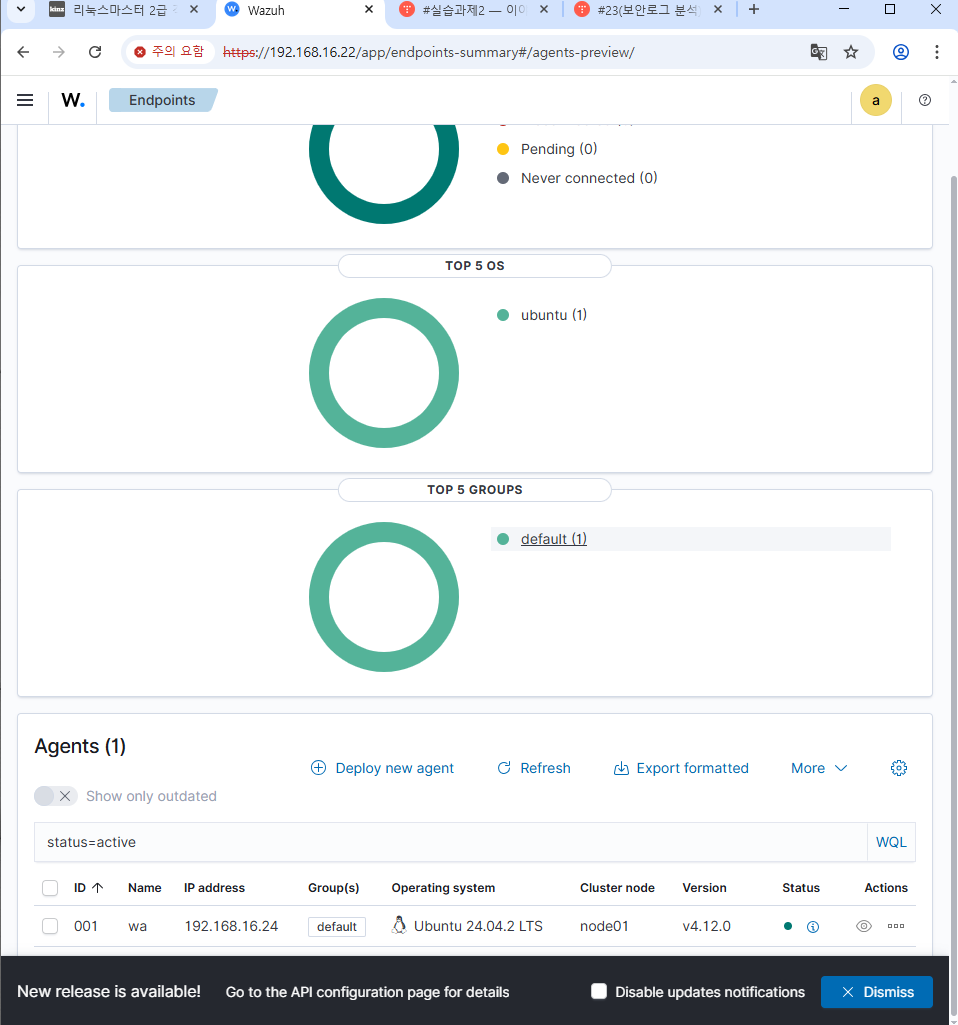 리눅스마스터 2급
Wazuh
#실습과제2 — 이
#23(보안로그 분석
주의 요함
https://192.168.16.22/app/endpoints-summary#/agents-preview/
W.
Endpoints
a
Pending (0)
Never connected (0)
TOP 5 OS
ubuntu (1)
TOP 5 GROUPS
default (1)
Agents (1)
Deploy new agent
Refresh
Export formatted
More
Show only outdated
status=active
WQL
ID Name IP address Group(s) Operating system Cluster node Version Status Actions
001 wa 192.168.16.24 default Ubuntu 24.04.2 LTS node01 v4.12.0
New release is available! Go to the API configuration page for details Disable updates notifications Dismiss